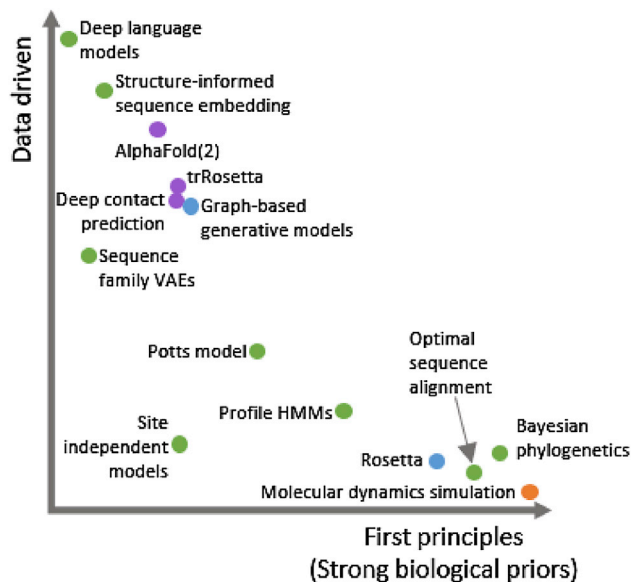 Data driven
Deep language
models
Structure-informed
sequence embedding
AlphaFold(2)
trRosetta
Deep contact
prediction
Graph-based
generative models
Sequence
family VAEs
Potts model
Optimal
sequence
alignment
Profile HMMs
Site
independent
models
Bayesian
phylogenetics
Rosetta
Molecular dynamics simulation
First principles
(Strong biological priors)